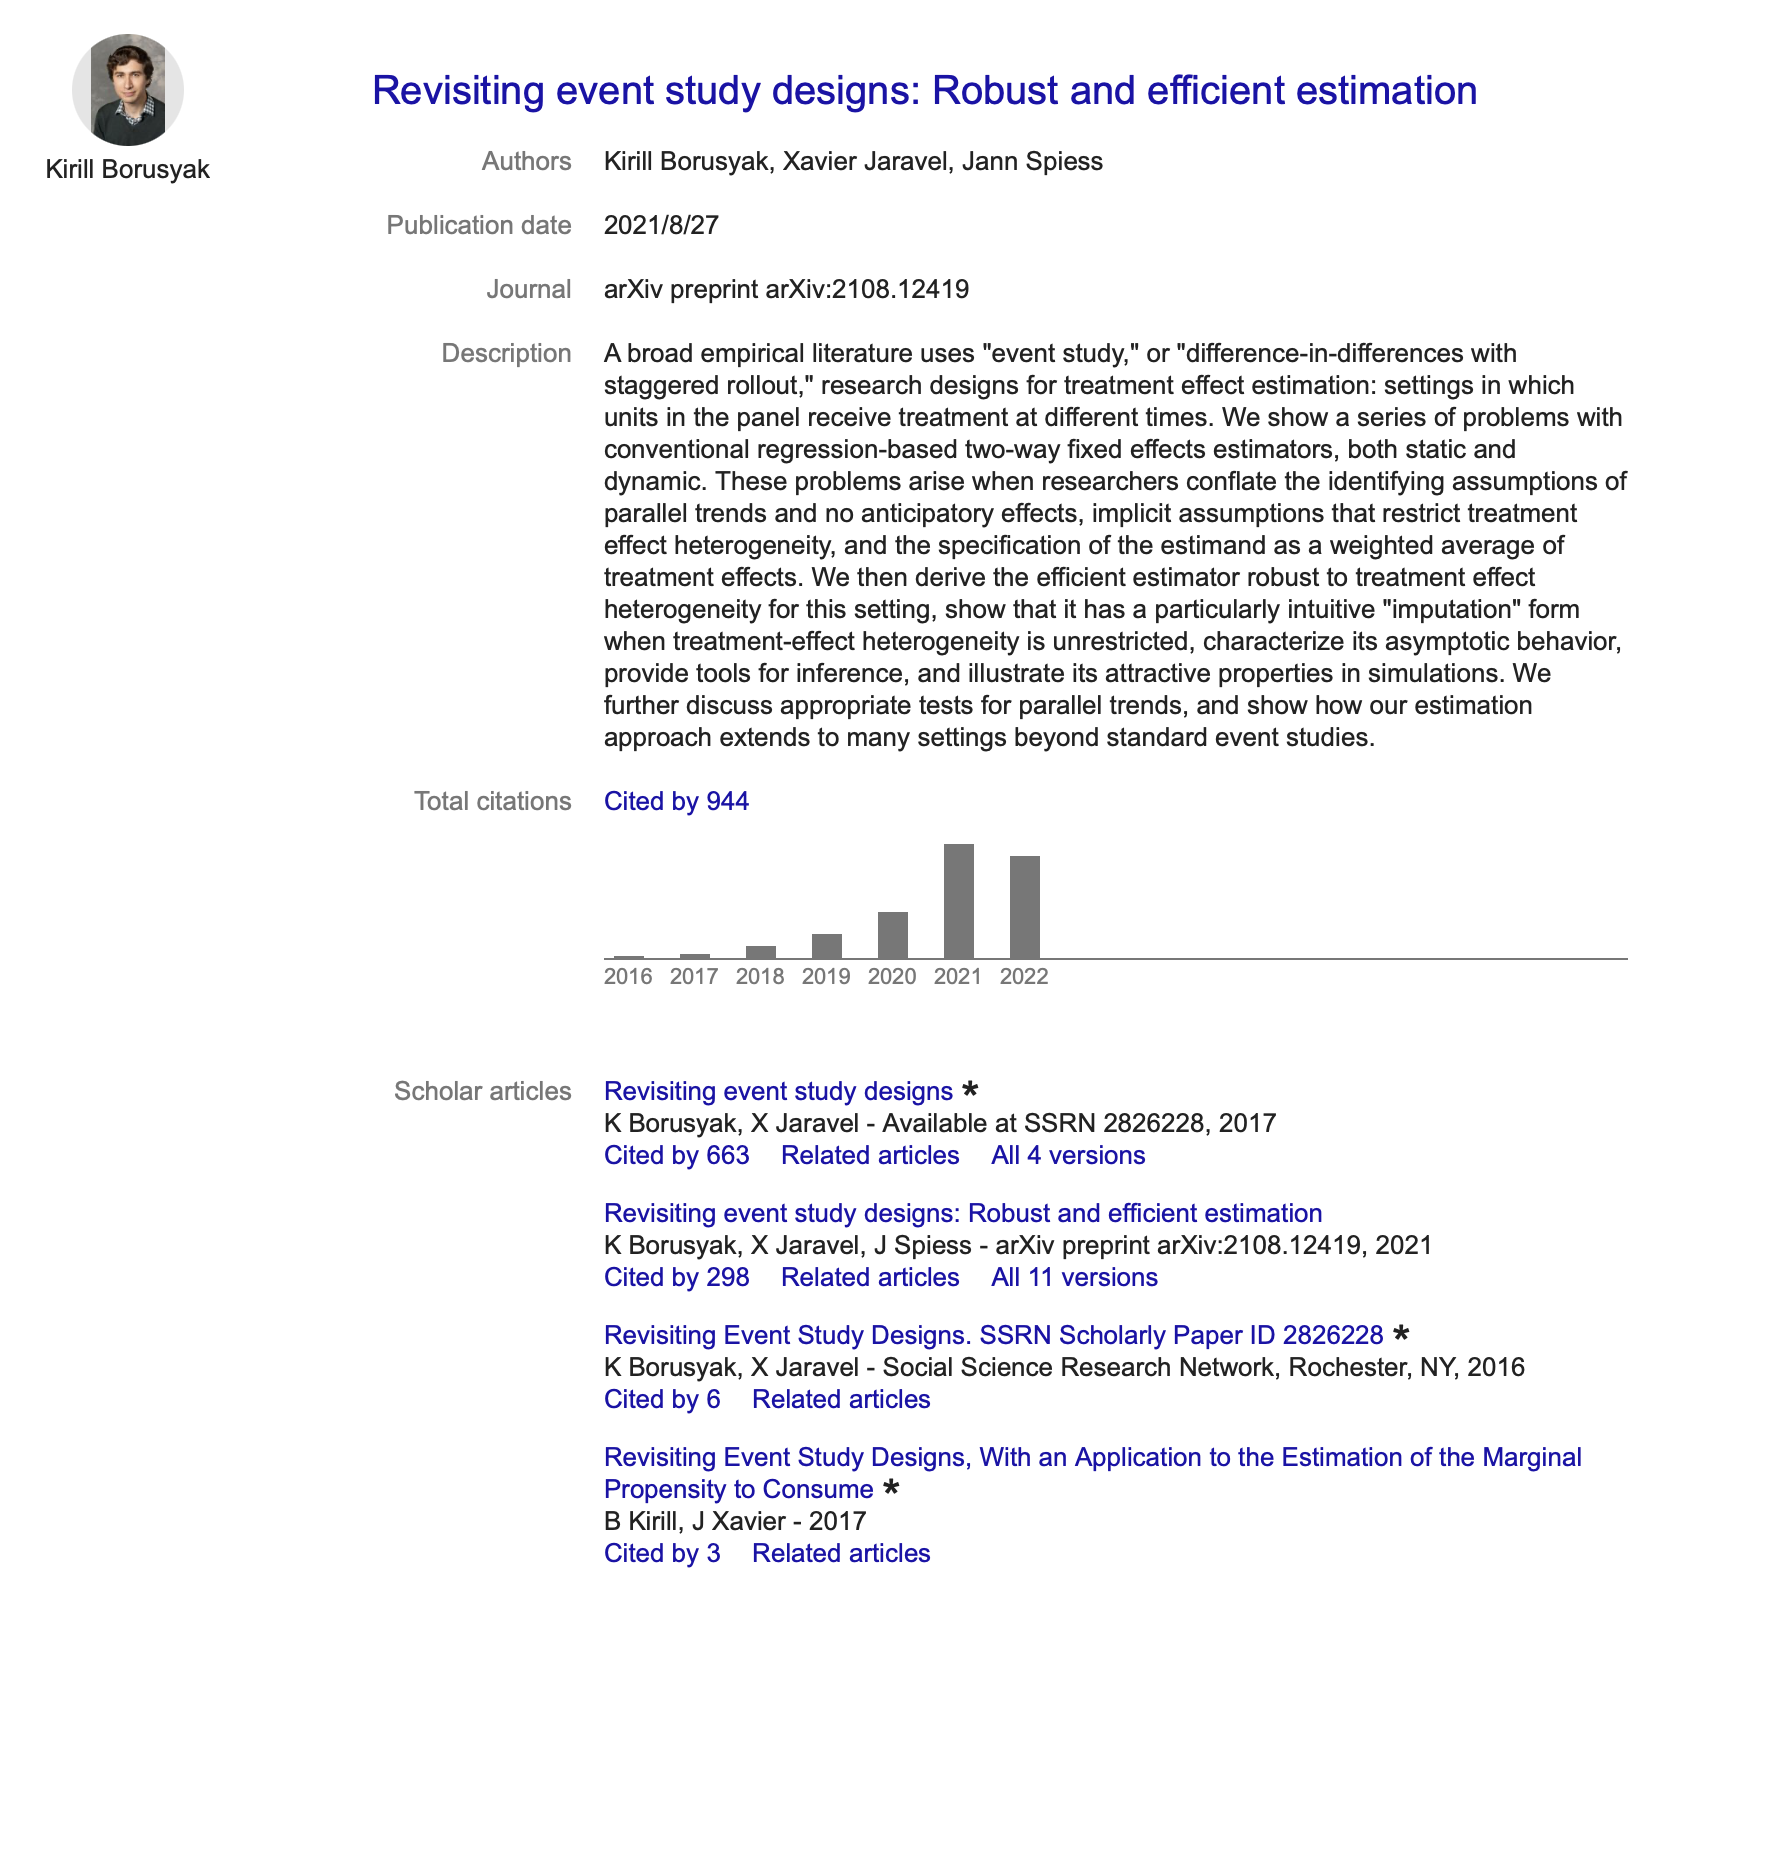 Kirill Borusyak
Revisiting event study designs: Robust and efficient estimation
Authors Kirill Borusyak, Xavier Jaravel, Jann Spiess
Publication date 2021/8/27
Journal arXiv preprint arXiv:2108.12419
Description A broad empirical literature uses "event study," or "difference-in-differences with
staggered rollout," research designs for treatment effect estimation: settings in which
units in the panel receive treatment at different times. We show a series of problems with
conventional regression-based two-way fixed effects estimators, both static and
dynamic. These problems arise when researchers conflate the identifying assumptions of
parallel trends and no anticipatory effects, implicit assumptions that restrict treatment
effect heterogeneity, and the specification of the estimand as a weighted average of
treatment effects. We then derive the efficient estimator robust to treatment effect
heterogeneity for this setting, show that it has a particularly intuitive "imputation" form
when treatment-effect heterogeneity is unrestricted, characterize its asymptotic behavior,
provide tools for inference, and illustrate its attractive properties in simulations. We
further discuss appropriate tests for parallel trends, and show how our estimation
approach extends to many settings beyond standard event studies.
Total citations Cited by 944
2016 2017 2018 2019 2020 2021 2022
Scholar articles Revisiting event study designs *
K Borusyak, X Jaravel - Available at SSRN 2826228, 2017
Cited by 663 Related articles All 4 versions
Revisiting event study designs: Robust and efficient estimation
K Borusyak, X Jaravel, J Spiess - arXiv preprint arXiv:2108.12419, 2021
Cited by 298 Related articles All 11 versions
Revisiting Event Study Designs. SSRN Scholarly Paper ID 2826228 *
K Borusyak, X Jaravel - Social Science Research Network, Rochester, NY, 2016
Cited by 6 Related articles
Revisiting Event Study Designs, With an Application to the Estimation of the Marginal
Propensity to Consume *
B Kirill, J Xavier - 2017
Cited by 3 Related articles